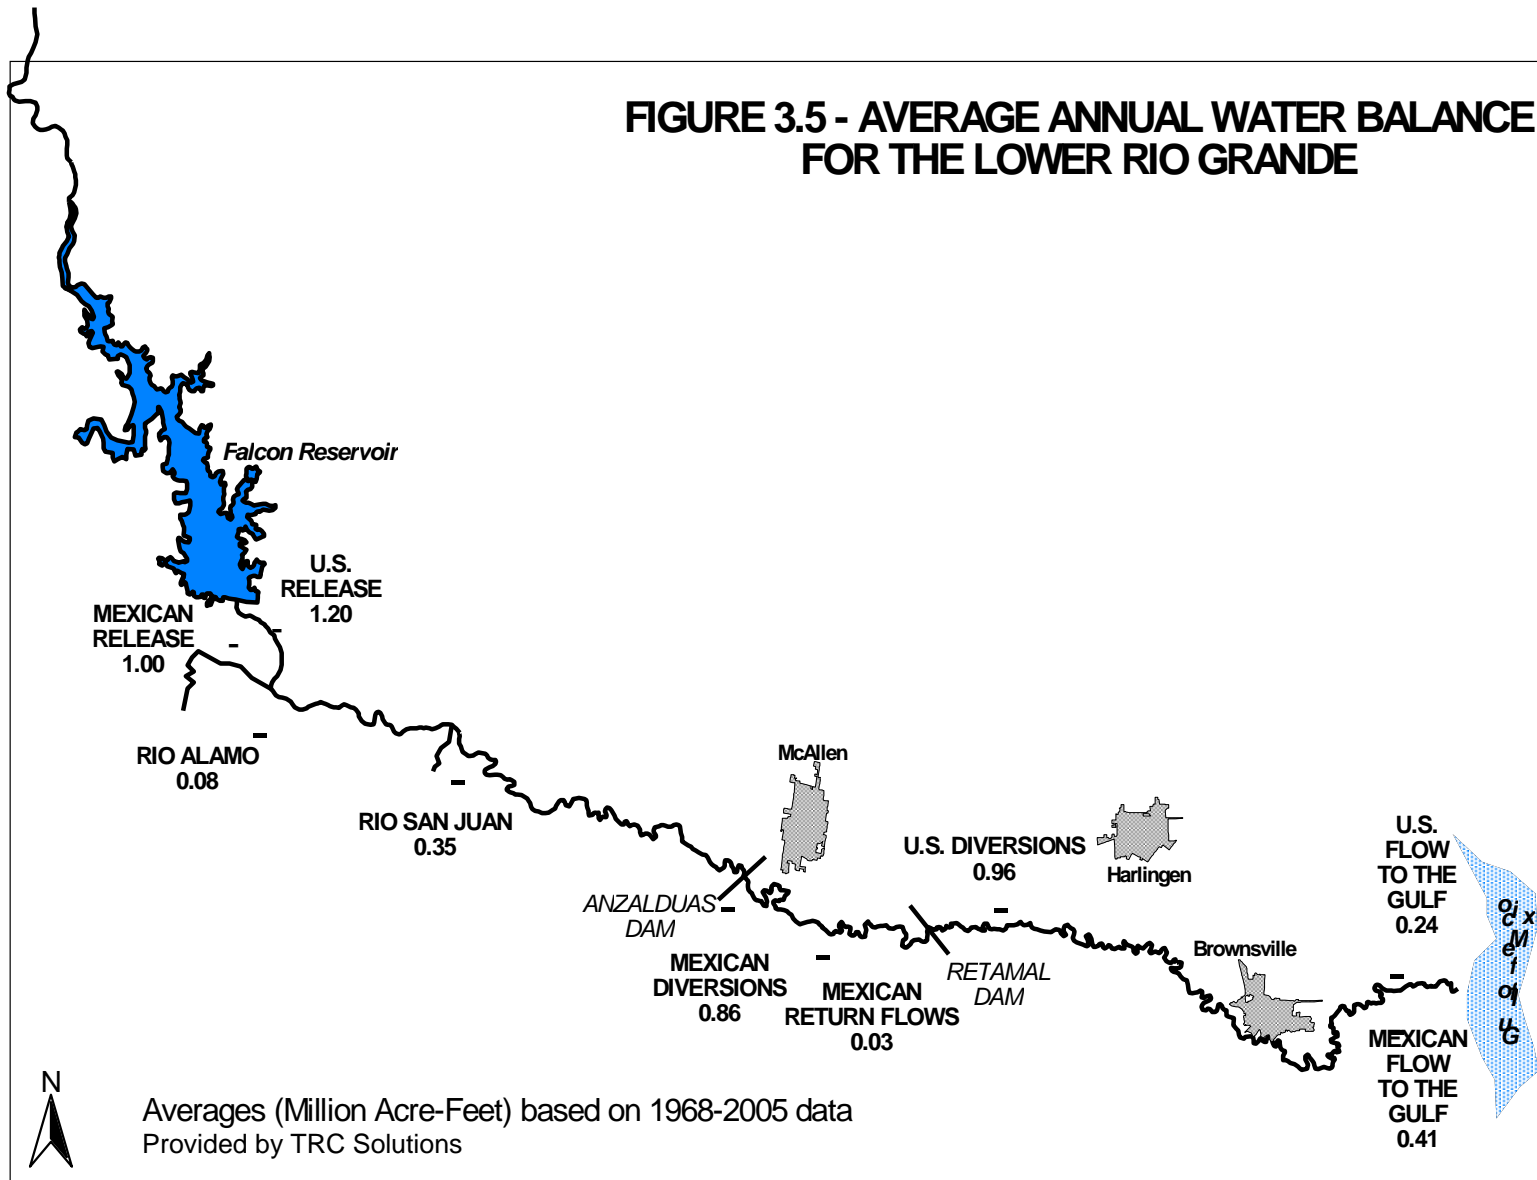 FIGURE 3.5 - AVERAGE ANNUAL WATER BALANCE
FOR THE LOWER RIO GRANDE
Falcon Reservoir
U.S.
RELEASE
1.20
MEXICAN
RELEASE
1.00
RIO ALAMO
0.08
RIO SAN JUAN
0.35
McAllen
ANZALDUAS
DAM
MEXICAN
DIVERSIONS
0.86
MEXICAN
RETURN FLOWS
0.03
U.S. DIVERSIONS
0.96
RETAMAL
DAM
Harlingen
Brownsville
U.S.
FLOW
TO THE
GULF
0.24
Gulf of Mexico
MEXICAN
FLOW
TO THE
GULF
0.41
N
Averages (Million Acre-Feet) based on 1968-2005 data
Provided by TRC Solutions